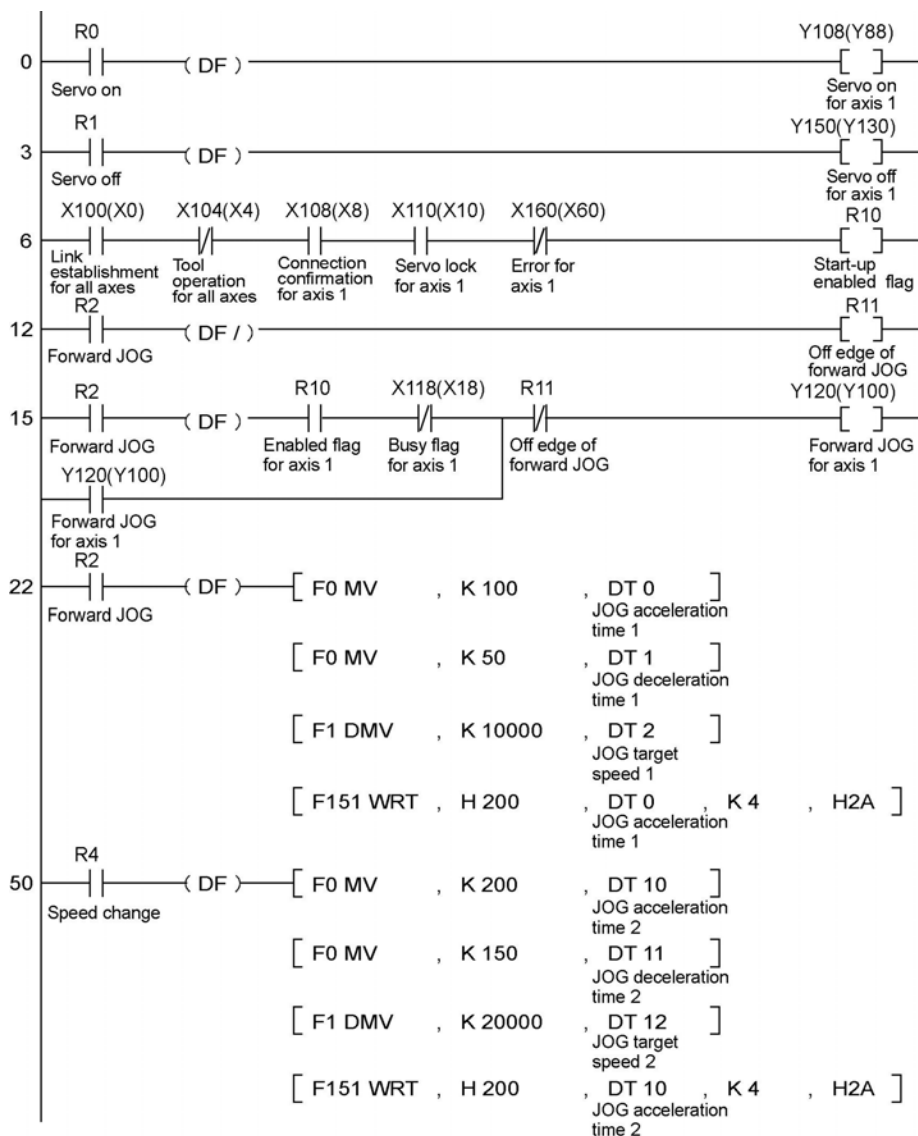 R0 Y108(Y88)
0 ( DF )
Servo on Servo on
for axis 1
R1 Y150(Y130)
3 ( DF )
Servo off Servo off
for axis 1
X100(X0) X104(X4) X108(X8) X110(X10) X160(X60) R10
6
Link establishment for all axes
Tool operation for all axes
Connection confirmation for axis 1
Servo lock for axis 1
Error for axis 1
Start-up enabled flag
R2 R11
12 ( DF / )
Forward JOG Off edge of
forward JOG
R2 R10 X118(X18) R11 Y120(Y100)
15 ( DF )
Forward JOG
Enabled flag for axis 1
Busy flag for axis 1
Off edge of forward JOG
Forward JOG for axis 1
Y120(Y100)
Forward JOG
for axis 1
R2
22 ( DF ) [ F0 MV , K 100 , DT 0 ]
Forward JOG JOG acceleration
time 1
[ F0 MV , K 50 , DT 1 ]
JOG deceleration
time 1
[ F1 DMV , K 10000 , DT 2 ]
JOG target
speed 1
[ F151 WRT , H 200 , DT 0 , K 4 , H2A ]
JOG acceleration
time 1
R4
50 ( DF ) [ F0 MV , K 200 , DT 10 ]
Speed change JOG acceleration
time 2
[ F0 MV , K 150 , DT 11 ]
JOG deceleration
time 2
[ F1 DMV , K 20000 , DT 12 ]
JOG target
speed 2
[ F151 WRT , H 200 , DT 10 , K 4 , H2A ]
JOG acceleration
time 2